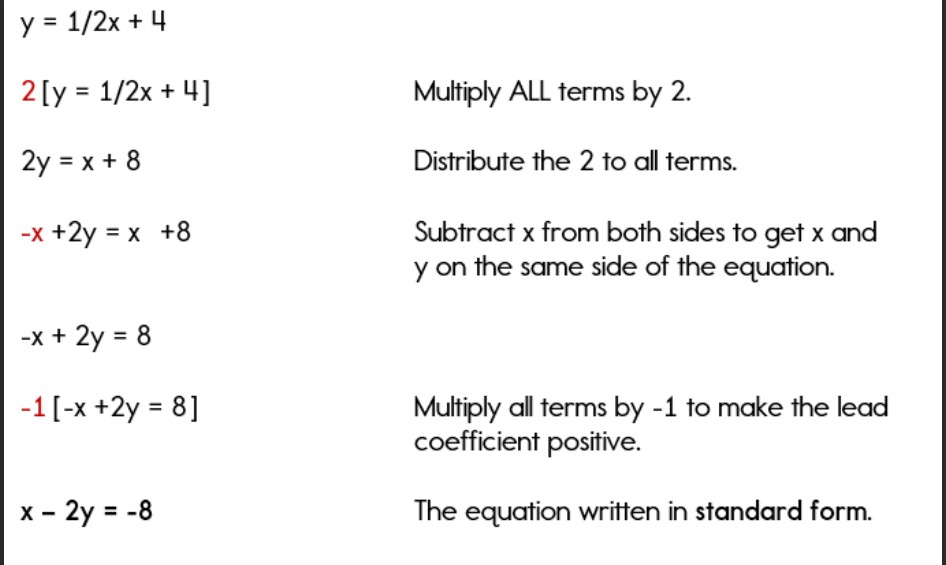 y = 1/2x + 4
2[y = 1/2x + 4]
Multiply ALL terms by 2.
2y = x + 8
Distribute the 2 to all terms.
-x +2y = x +8
Subtract x from both sides to get x and
y on the same side of the equation.
-x + 2y = 8
-1[-x +2y = 8]
Multiply all terms by -1 to make the lead
coefficient positive.
x – 2y = -8
The equation written in standard form.